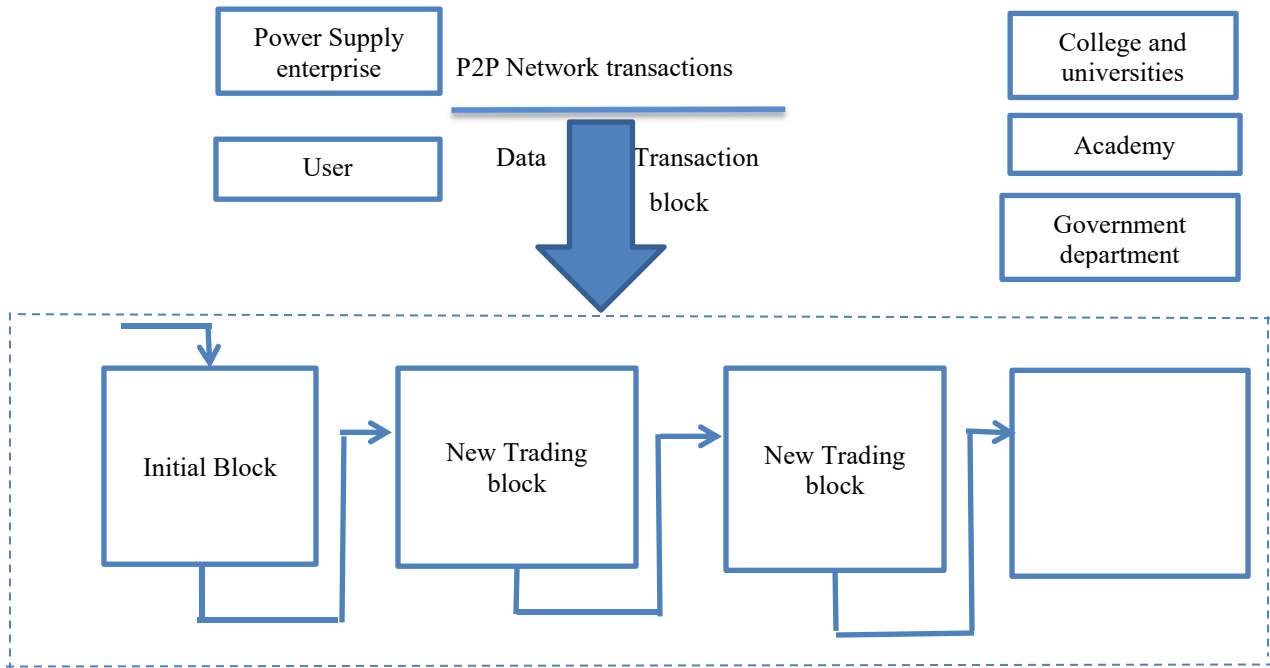 Power Supply
enterprise
P2P Network transactions
College and
universities
User
Data
Transaction
block
Academy
Government
department
Initial Block
New Trading
block
New Trading
block